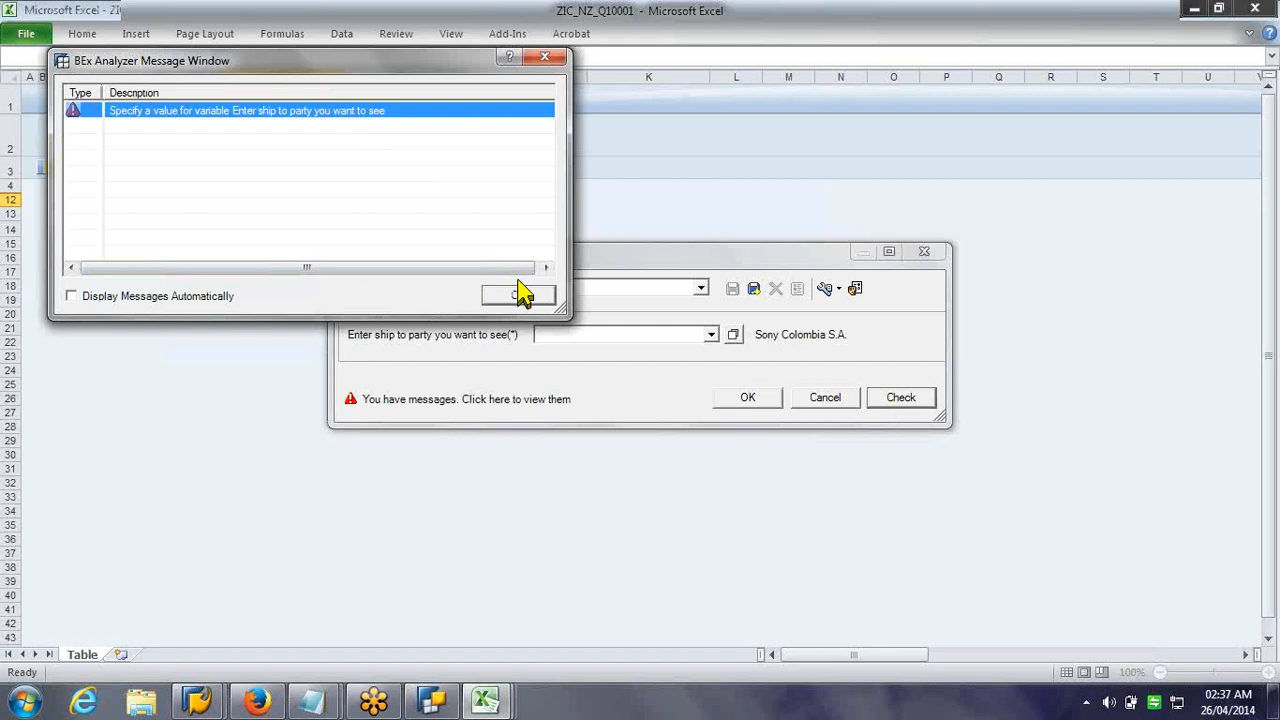 Microsoft Excel - Z
ZIC_NZ_Q10001 - Microsoft Excel
File Home Insert Page Layout Formulas Data Review View Add-Ins Acrobat
BEx Analyzer Message Window
Type Description
Specify a value for variable Enter ship to party you want to see
Display Messages Automatically
A B K L M N O P Q R S T U
1
2
3
4
12
13
14
15
16
17
18
19
20
21
22
23
24
25
26
27
28
29
30
31
32
33
34
35
36
37
38
39
40
41
42
43
Enter ship to party you want to see(*) Sony Colombia S.A.
You have messages. Click here to view them OK Cancel Check
Table
Ready 100%
02:37 AM
26/04/2014